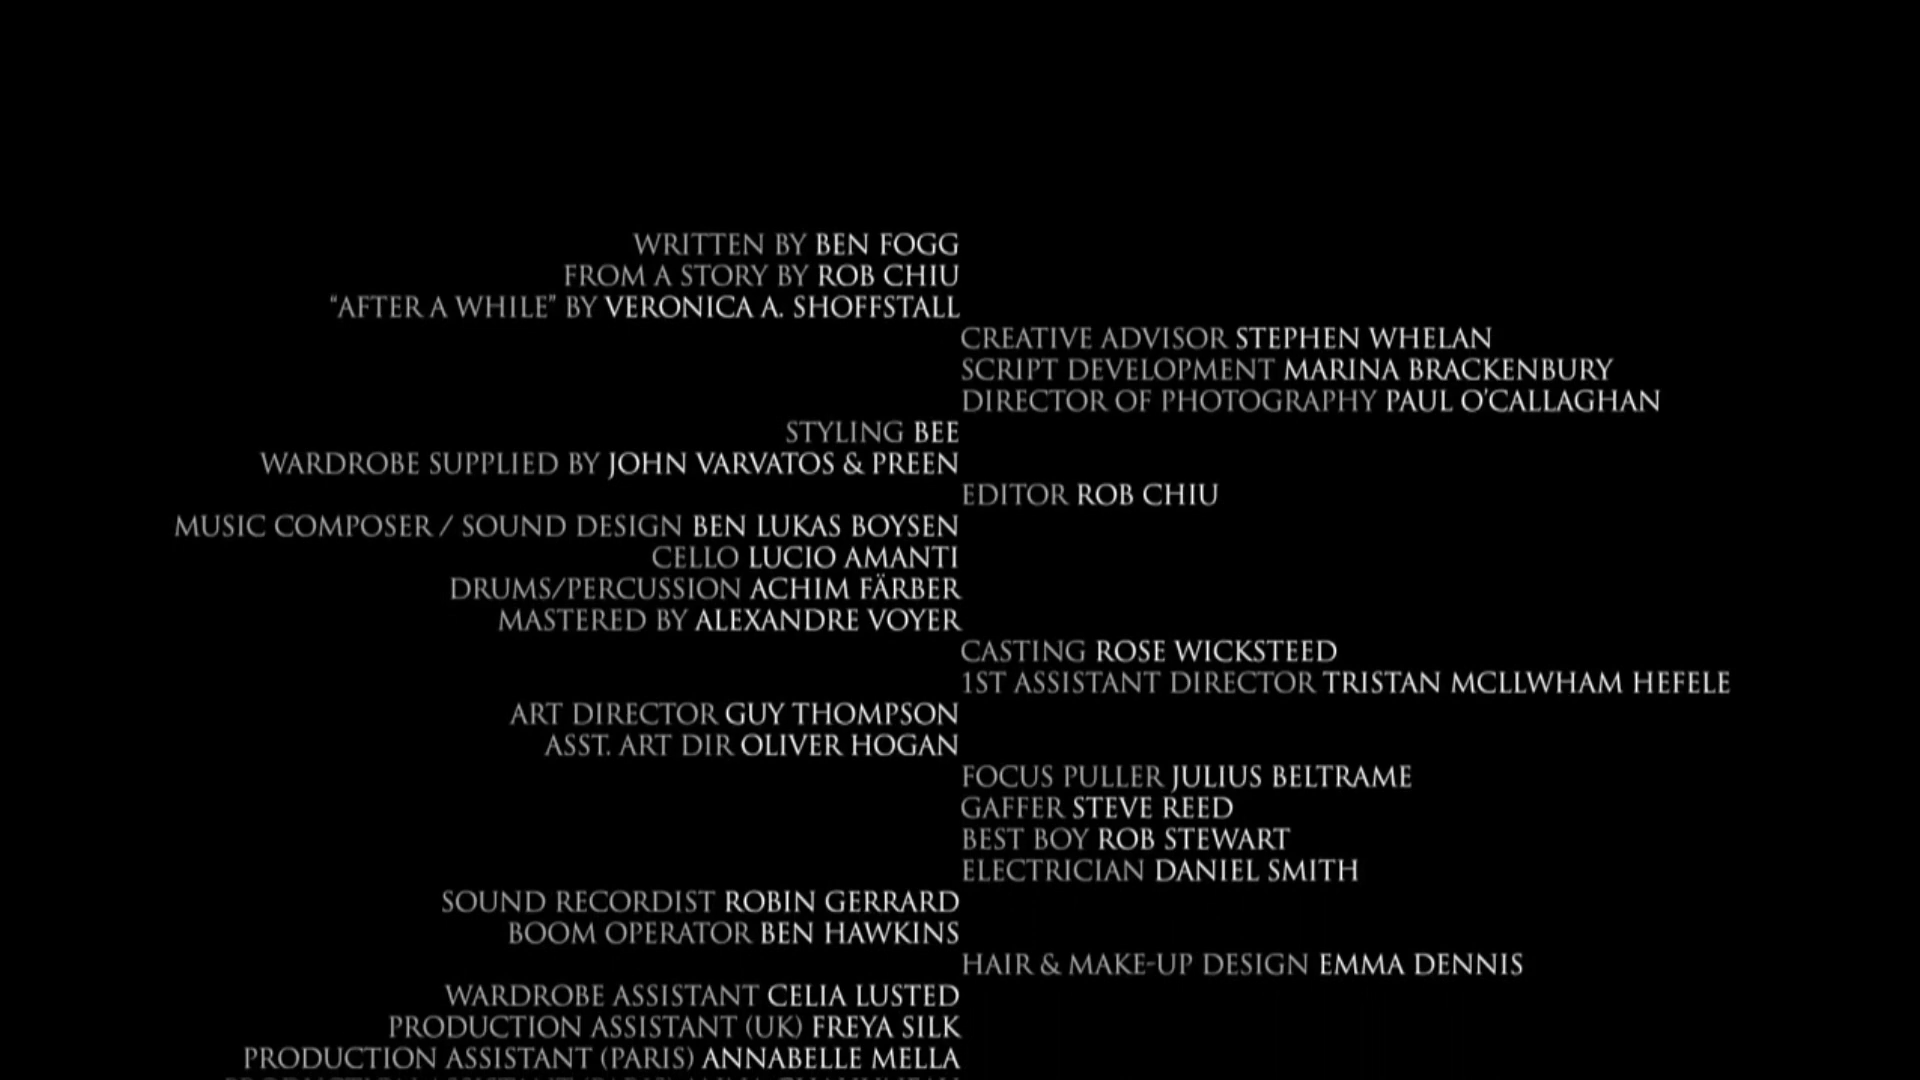 WRITTEN BY BEN FOGG
FROM A STORY BY ROB CHIU
“AFTER A WHILE” BY VERONICA A. SHOFFSTALL
CREATIVE ADVISOR STEPHEN WHELAN
SCRIPT DEVELOPMENT MARINA BRACKENBURY
DIRECTOR OF PHOTOGRAPHY PAUL O'CALLAGHAN
STYLING BEE
WARDROBE SUPPLIED BY JOHN VARVATOS & PREEN
EDITOR ROB CHIU
MUSIC COMPOSER / SOUND DESIGN BEN LUKAS BOYSEN
CELLO LUCIO AMANTI
DRUMS/PERCUSSION ACHIM FÄRBER
MASTERED BY ALEXANDRE VOYER
CASTING ROSE WICKSTEED
1ST ASSISTANT DIRECTOR TRISTAN MCLLWHAM HEFELE
ART DIRECTOR GUY THOMPSON
ASST. ART DIR OLIVER HOGAN
FOCUS PULLER JULIUS BELTRAME
GAFFER STEVE REED
BEST BOY ROB STEWART
ELECTRICIAN DANIEL SMITH
SOUND RECORDIST ROBIN GERRARD
BOOM OPERATOR BEN HAWKINS
HAIR & MAKE-UP DESIGN EMMA DENNIS
WARDROBE ASSISTANT CELIA LUSTED
PRODUCTION ASSISTANT (UK) FREYA SILK
PRODUCTION ASSISTANT (PARIS) ANNABELLE MELLA